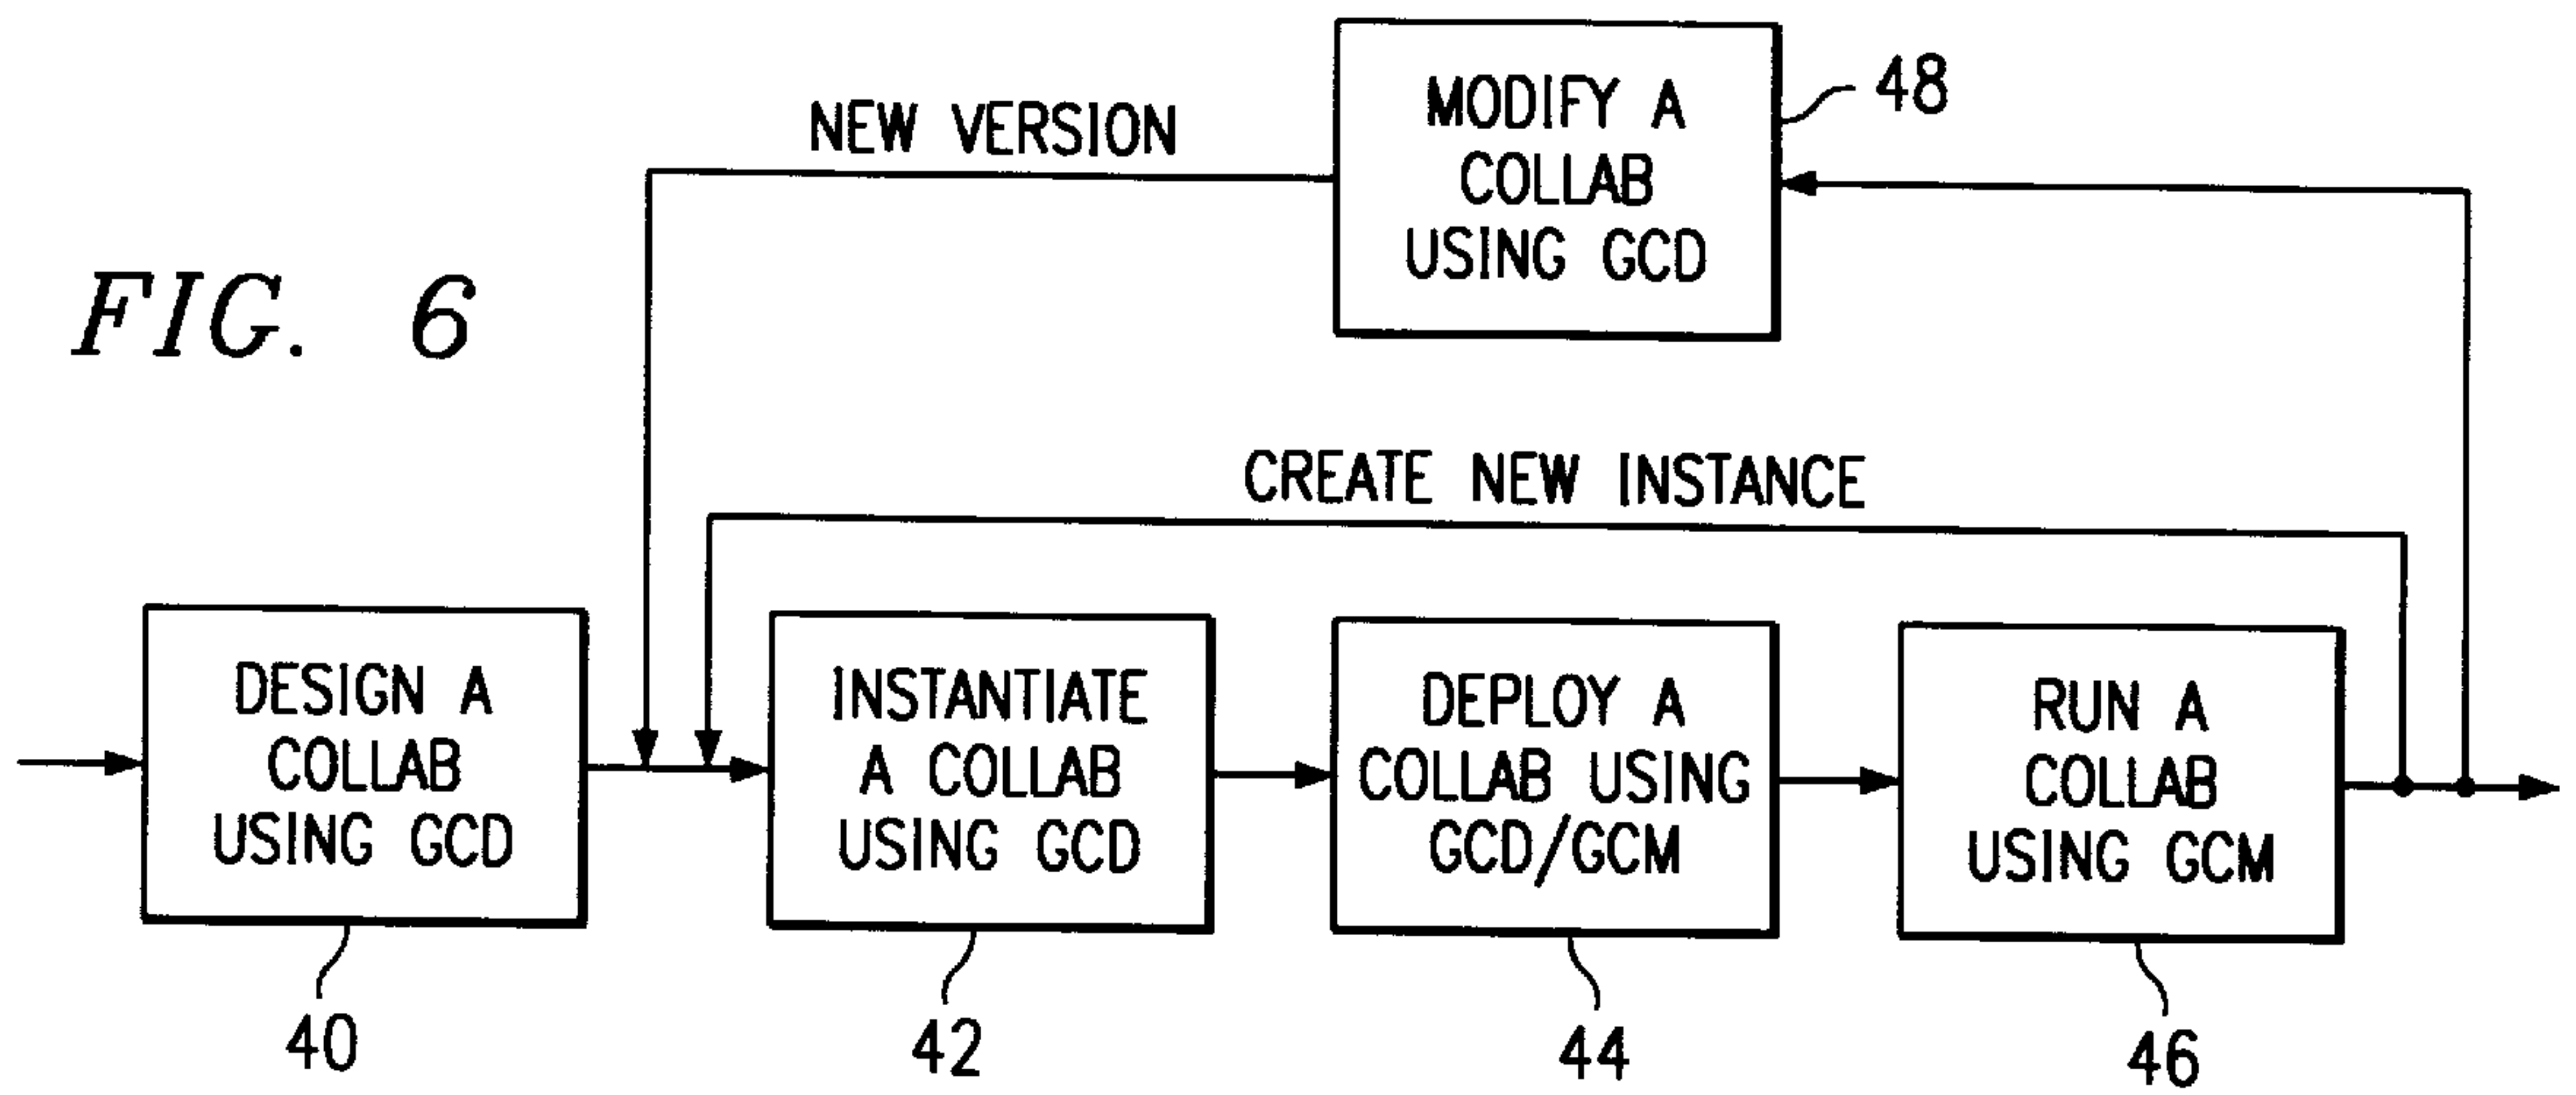 MODIFY A
COLLAB
USING GCD
48
NEW VERSION
FIG. 6
CREATE NEW INSTANCE
DESIGN A
COLLAB
USING GCD
40
INSTANTIATE
A COLLAB
USING GCD
42
DEPLOY A
COLLAB USING
GCD/GCM
44
RUN A
COLLAB
USING GCM
46